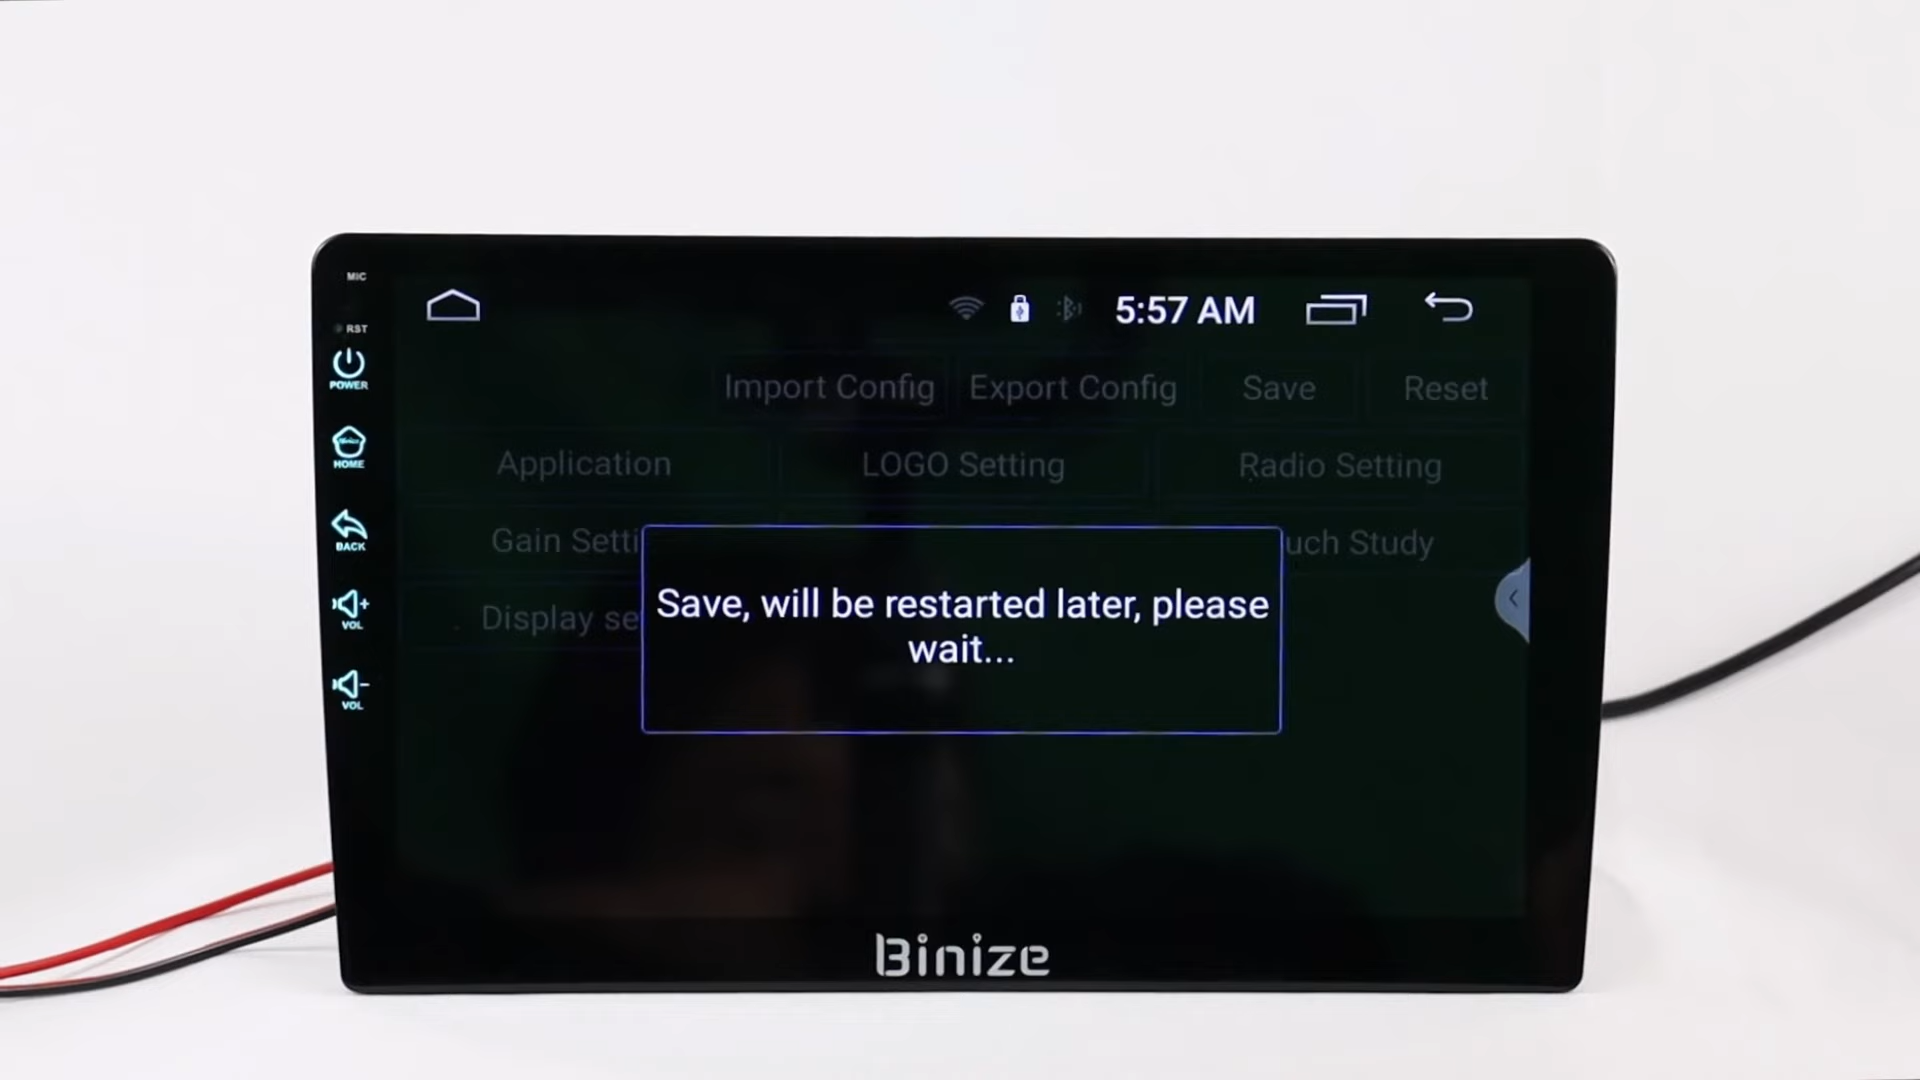 MIC
RST
POWER
HOME
BACK
VOL
VOL
5:57 AM
Import Config Export Config Save Reset
Application LOGO Setting Radio Setting
Gain Setti uch Study
Display se
Save, will be restarted later, please
wait...
Binize